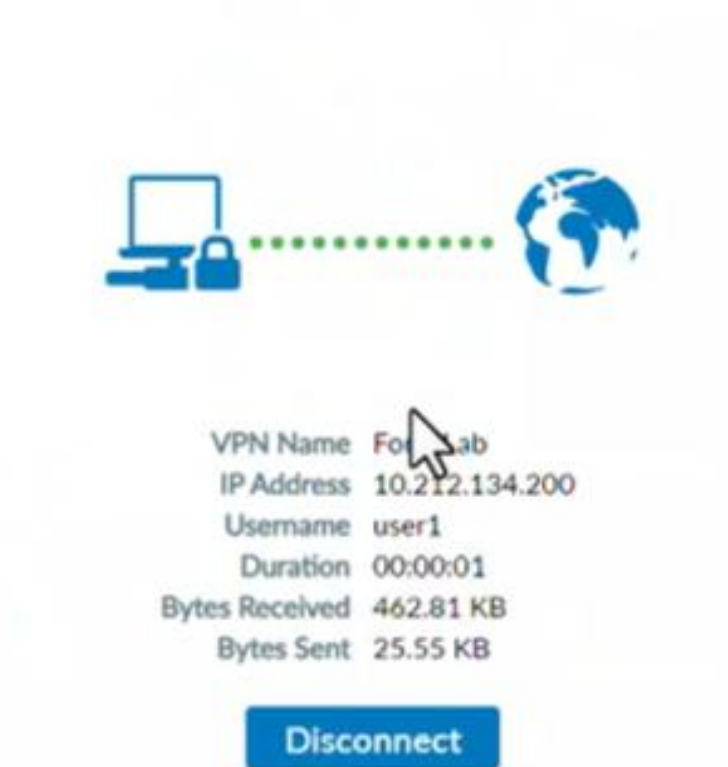 VPN Name
IP Address 10.212.134.200
Username user1
Duration 00:00:01
Bytes Received 462.81 KB
Bytes Sent 25.55 KB
Disconnect